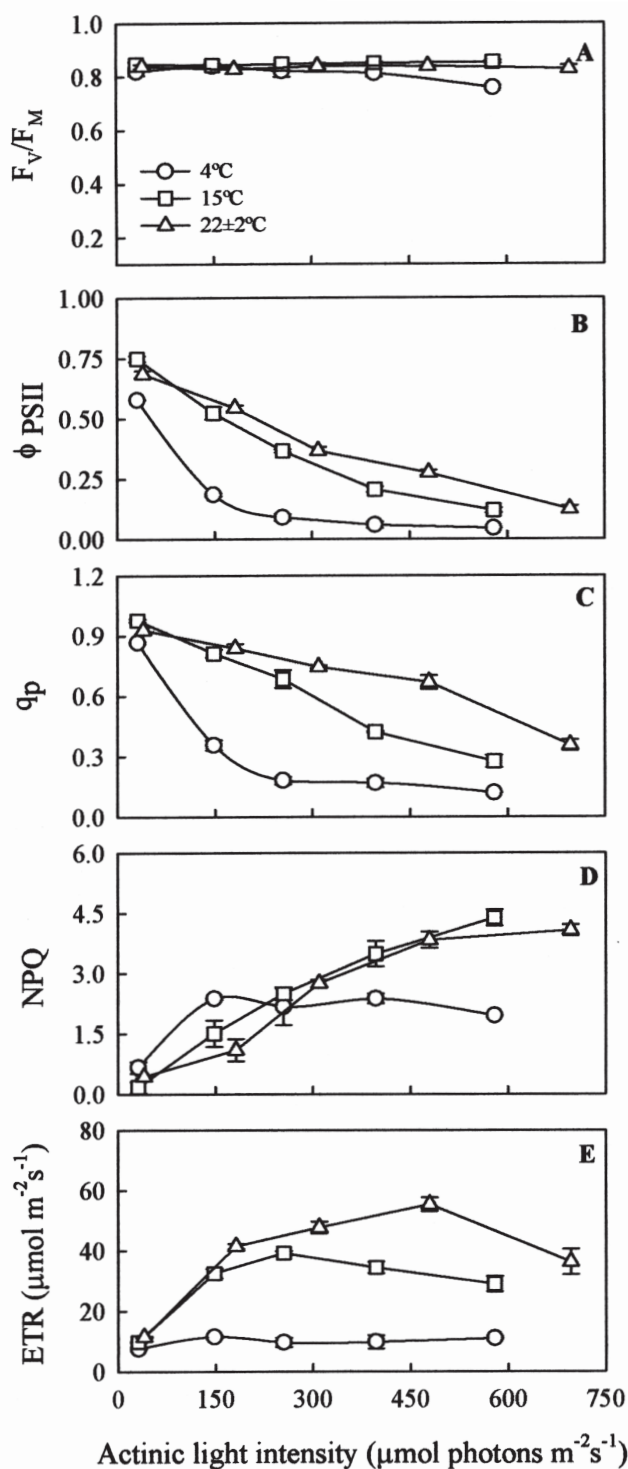 1.0
A
0.8
0.6
4ºC
0.4
15ºC
0.2
22±2ºC
F_V/F_M
1.00
B
0.75
0.50
0.25
0.00
ϕ PSII
1.2
C
0.9
0.6
0.3
0.0
q_p
6.0
D
4.5
3.0
1.5
0.0
NPQ
80
E
60
40
20
0
ETR (μmol m⁻²s⁻¹)
0 150 300 450 600 750
Actinic light intensity (μmol photons m⁻²s⁻¹)